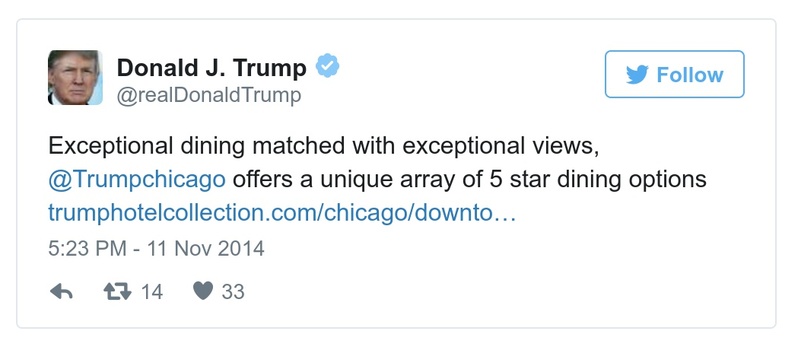 Donald J. Trump
@realDonaldTrump
Follow
Exceptional dining matched with exceptional views,
@Trumpchicago offers a unique array of 5 star dining options
trumphotelcollection.com/chicago/downto…
5:23 PM - 11 Nov 2014
14 33